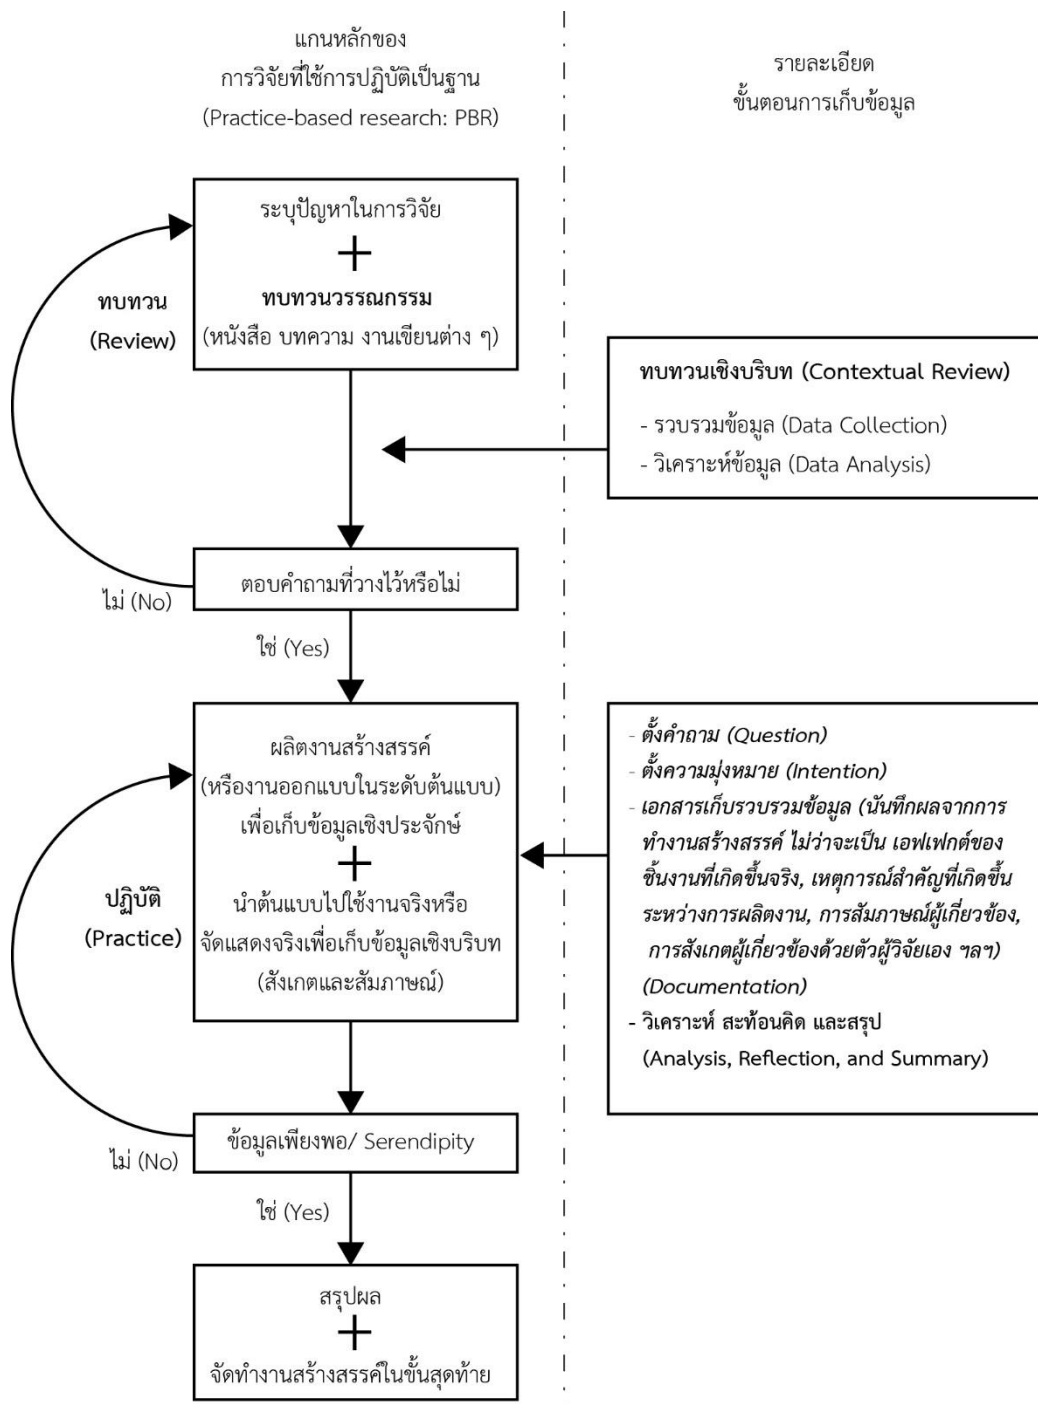 แกนหลักของ
การวิจัยที่ใช้การปฏิบัติเป็นฐาน
(Practice-based research: PBR)
รายละเอียด
ขั้นตอนการเก็บข้อมูล
ระบุปัญหาในการวิจัย
+
ทบทวนวรรณกรรม
(หนังสือ บทความ งานเขียนต่าง ๆ)
ทบทวน
(Review)
ทบทวนเชิงบริบท (Contextual Review)
- รวบรวมข้อมูล (Data Collection)
- วิเคราะห์ข้อมูล (Data Analysis)
ตอบคำถามที่วางไว้หรือไม่
ไม่ (No)
ใช่ (Yes)
ผลิตงานสร้างสรรค์
(หรืองานออกแบบในระดับต้นแบบ)
เพื่อเก็บข้อมูลเชิงประจักษ์
+
นำต้นแบบไปใช้งานจริงหรือ
จัดแสดงจริงเพื่อเก็บข้อมูลเชิงบริบท
(สังเกตและสัมภาษณ์)
ปฏิบัติ
(Practice)
- ตั้งคำถาม (Question)
- ตั้งความมุ่งหมาย (Intention)
- เอกสารเก็บรวบรวมข้อมูล (นันทึกผลจากการ
ทำงานสร้างสรรค์ ไม่ว่าจะเป็น เอฟเฟกต์ของ
ชิ้นงานที่เกิดขึ้นจริง, เหตุการณ์สำคัญที่เกิดขึ้น
ระหว่างการผลิตงาน, การสัมภาษณ์ผู้เกี่ยวข้อง,
การสังเกตผู้เกี่ยวข้องด้วยตัวผู้วิจัยเอง ฯลฯ)
(Documentation)
- วิเคราะห์ สะท้อนคิด และสรุป
(Analysis, Reflection, and Summary)
ข้อมูลเพียงพอ/ Serendipity
ไม่ (No)
ใช่ (Yes)
สรุปผล
+
จัดทำงานสร้างสรรค์ในขั้นสุดท้าย